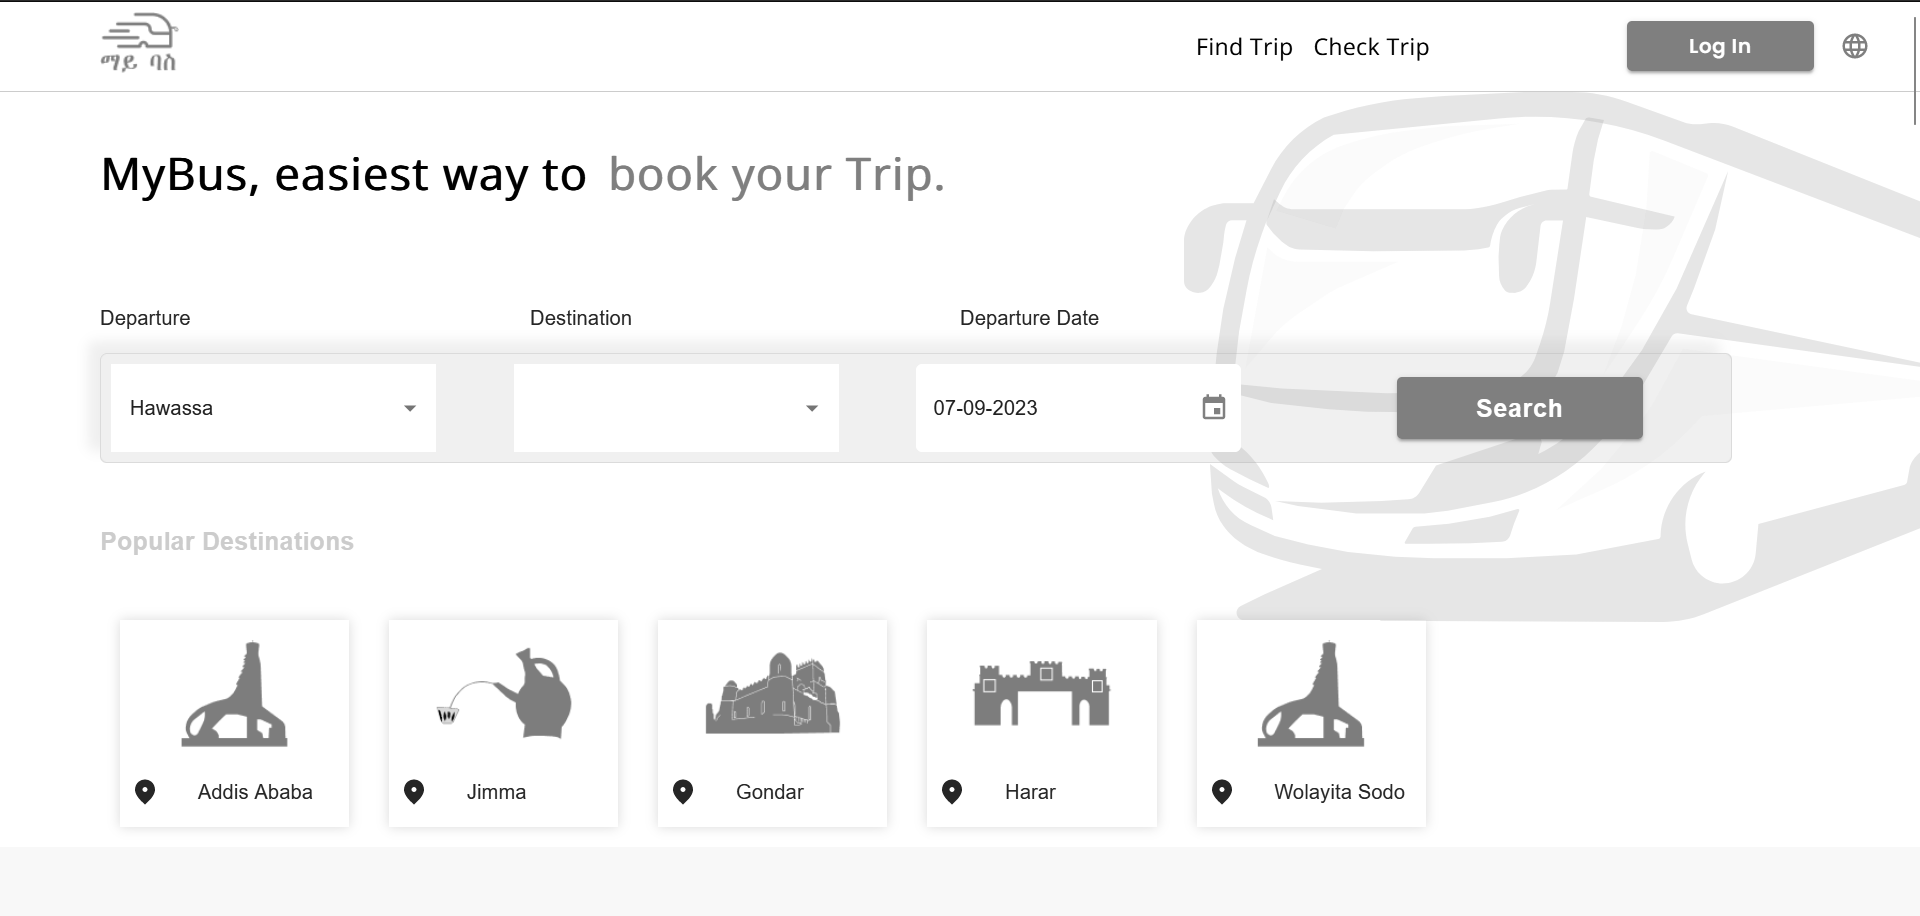 ማይ ባስ
Find Trip Check Trip
Log In
MyBus, easiest way to book your Trip.
Departure Destination Departure Date
Hawassa 07-09-2023 Search
Popular Destinations
Addis Ababa Jimma Gondar Harar Wolayita Sodo